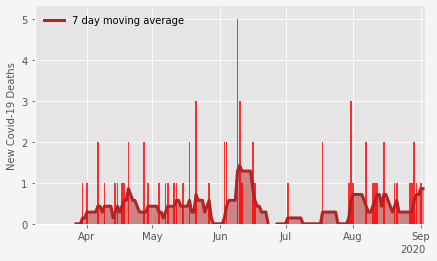 7 day moving average
New Covid-19 Deaths
5
4
3
2
1
0
Apr
May
Jun
Jul
Aug
Sep
2020